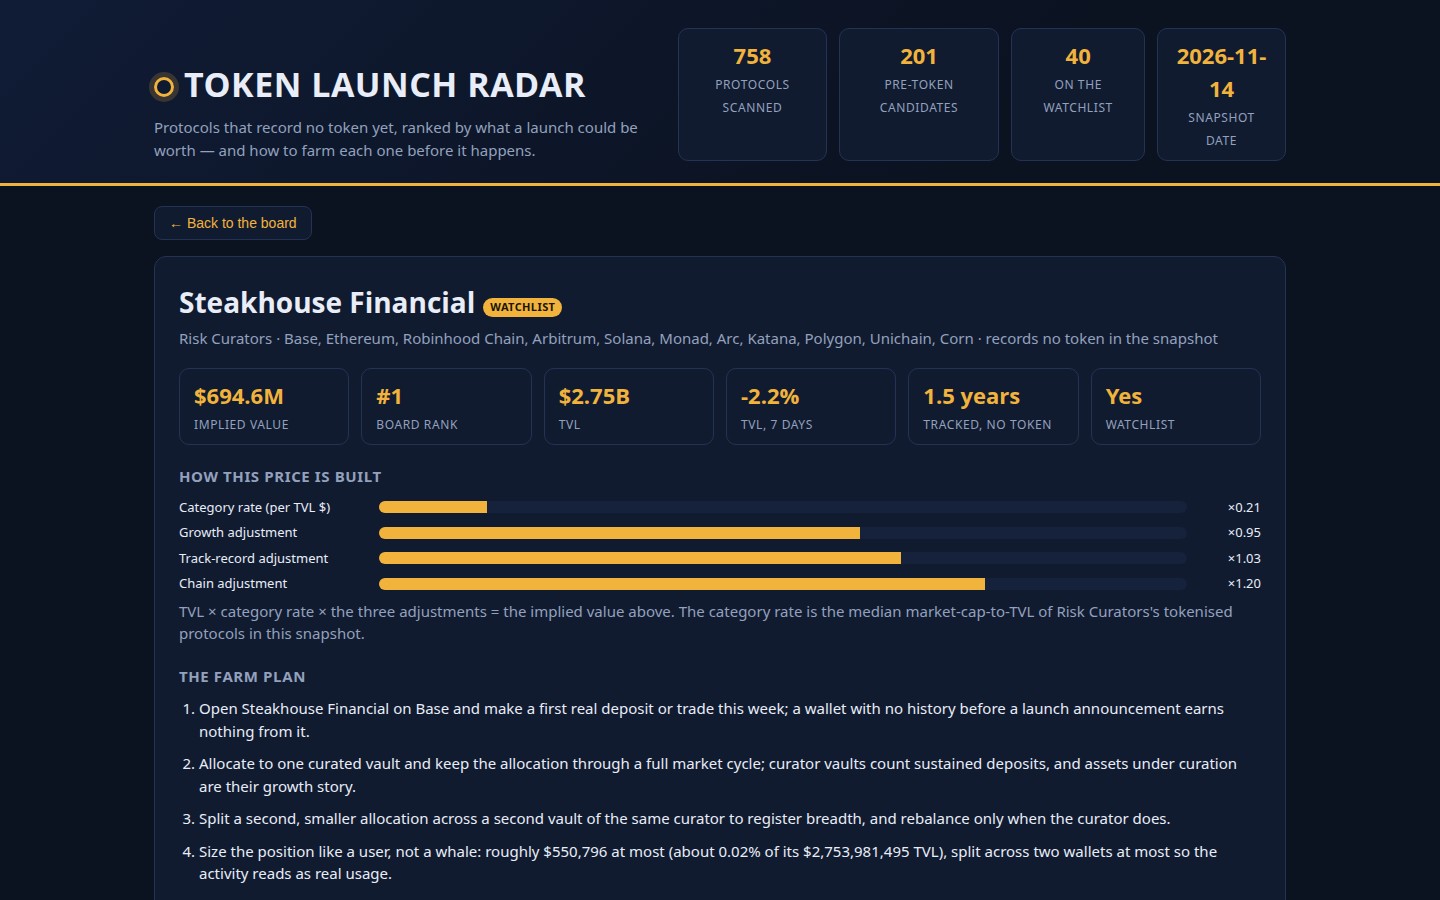 TOKEN LAUNCH RADAR
Protocols that record no token yet, ranked by what a launch could be
worth — and how to farm each one before it happens.
758
PROTOCOLS
SCANNED
201
PRE-TOKEN
CANDIDATES
40
ON THE
WATCHLIST
2026-11-
14
SNAPSHOT
DATE
← Back to the board
Steakhouse Financial WATCHLIST
Risk Curators · Base, Ethereum, Robinhood Chain, Arbitrum, Solana, Monad, Arc, Katana, Polygon, Unichain, Corn · records no token in the snapshot
$694.6M
IMPLIED VALUE
#1
BOARD RANK
$2.75B
TVL
-2.2%
TVL, 7 DAYS
1.5 years
TRACKED, NO TOKEN
Yes
WATCHLIST
HOW THIS PRICE IS BUILT
Category rate (per TVL $) ×0.21
Growth adjustment ×0.95
Track-record adjustment ×1.03
Chain adjustment ×1.20
TVL × category rate × the three adjustments = the implied value above. The category rate is the median market-cap-to-TVL of Risk Curators's tokenised
protocols in this snapshot.
THE FARM PLAN
1. Open Steakhouse Financial on Base and make a first real deposit or trade this week; a wallet with no history before a launch announcement earns
nothing from it.
2. Allocate to one curated vault and keep the allocation through a full market cycle; curator vaults count sustained deposits, and assets under curation
are their growth story.
3. Split a second, smaller allocation across a second vault of the same curator to register breadth, and rebalance only when the curator does.
4. Size the position like a user, not a whale: roughly $550,796 at most (about 0.02% of its $2,753,981,495 TVL), split across two wallets at most so the
activity reads as real usage.